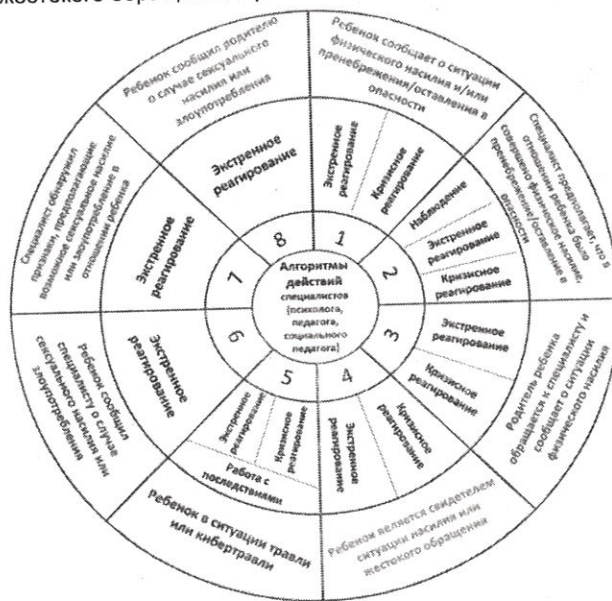 Алгоритмы
действий
специалистов
(психолога,
педагога,
социального
педагога)
1
Экстренное
реагирование
Кризисное
реагирование
Ребенок сообщает о ситуации
физического насилия и/или
пренебрежения/оставления в
опасности
2
Наблюдение
Экстренное
реагирование
Кризисное
реагирование
Специалист предполагает, что в
отношении ребенка было
совершено физическое насилие,
пренебрежение/оставление в
опасности
3
Экстренное
реагирование
Кризисное
реагирование
Родитель ребенка
обращается к специалисту и
сообщает о ситуации
физического насилия
4
Кризисное
реагирование
Экстренное
реагирование
Ребенок является свидетелем
ситуации насилия или
жестокого обращения
5
Экстренное
реагирование
Кризисное
реагирование
Работа с
последствиями
Ребенок в ситуации травли
или кибертравли
6
Экстренное
реагирование
Ребенок сообщил
специалисту о случае
сексуального насилия или
злоупотребления
7
Экстренное
реагирование
Специалист обнаружил
признаки, предполагающие
возможное сексуальное насилие
или злоупотребление в
отношении ребенка
8
Экстренное
реагирование
Ребенок сообщил родителю
о случае сексуального
насилия или
злоупотребления